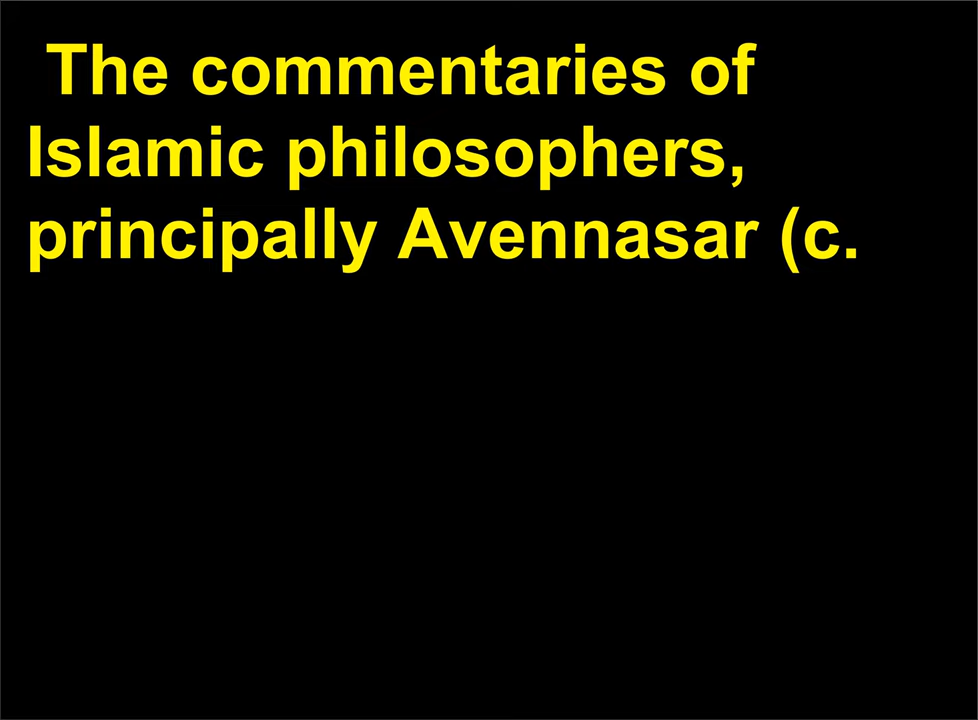 The commentaries of
Islamic philosophers,
principally Avennasar (c.